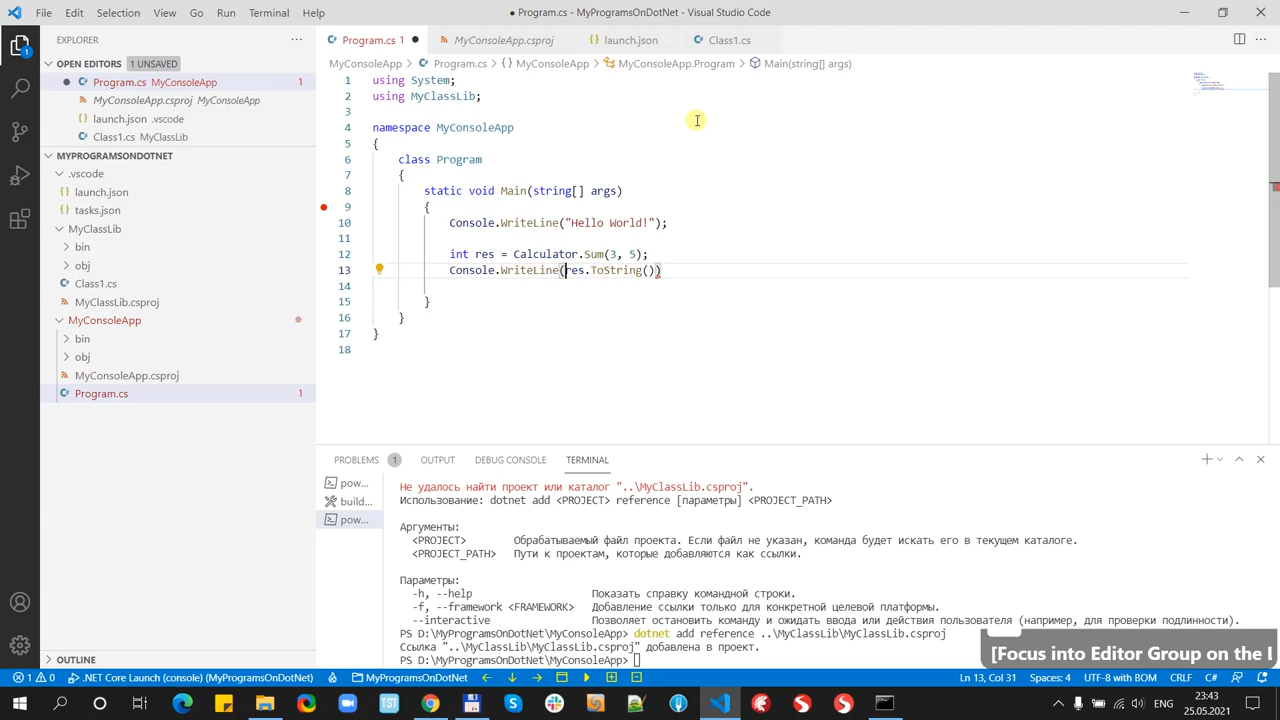 File Edit Selection View Go Run Terminal Help
● Program.cs - MyProgramsOnDotNet - Visual Studio Code
EXPLORER
OPEN EDITORS 1 UNSAVED
Program.cs MyConsoleApp 1
MyConsoleApp.csproj MyConsoleApp
launch.json .vscode
Class1.cs MyClassLib
MYPROGRAMSONDOTNET
.vscode
launch.json
tasks.json
MyClassLib
bin
obj
Class1.cs
MyClassLib.csproj
MyConsoleApp
bin
obj
MyConsoleApp.csproj
Program.cs 1
OUTLINE
Program.cs 1 ● MyConsoleApp.csproj launch.json Class1.cs
MyConsoleApp > Program.cs > MyConsoleApp > MyConsoleApp.Program > Main(string[] args)
1 using System;
2 using MyClassLib;
3
4 namespace MyConsoleApp
5 {
6 class Program
7 {
8 static void Main(string[] args)
9 {
10 Console.WriteLine("Hello World!");
11
12 int res = Calculator.Sum(3, 5);
13 Console.WriteLine(res.ToString())
14
15 }
16 }
17 }
18
PROBLEMS 1 OUTPUT DEBUG CONSOLE TERMINAL
pow...
build...
pow...
Не удалось найти проект или каталог "..\MyClassLib.csproj".
Использование: dotnet add <PROJECT> reference [параметры] <PROJECT_PATH>
Аргументы:
<PROJECT> Обрабатываемый файл проекта. Если файл не указан, команда будет искать его в текущем каталоге.
<PROJECT_PATH> Пути к проектам, которые добавляются как ссылки.
Параметры:
-h, --help Показать справку командной строки.
-f, --framework <FRAMEWORK> Добавление ссылки только для конкретной целевой платформы.
--interactive Позволяет остановить команду и ожидать ввода или действия пользователя (например, для проверки подлинности).
PS D:\MyProgramsOnDotNet\MyConsoleApp> dotnet add reference ..\MyClassLib\MyClassLib.csproj
Ссылка "..\MyClassLib\MyClassLib.csproj" добавлена в проект.
PS D:\MyProgramsOnDotNet\MyConsoleApp>
[Focus into Editor Group on the l
1 0 .NET Core Launch (console) (MyProgramsOnDotNet) MyProgramsOnDotNet Ln 13, Col 31 Spaces: 4 UTF-8 with BOM CRLF C#
TST
ENG
23:43
25.05.2021